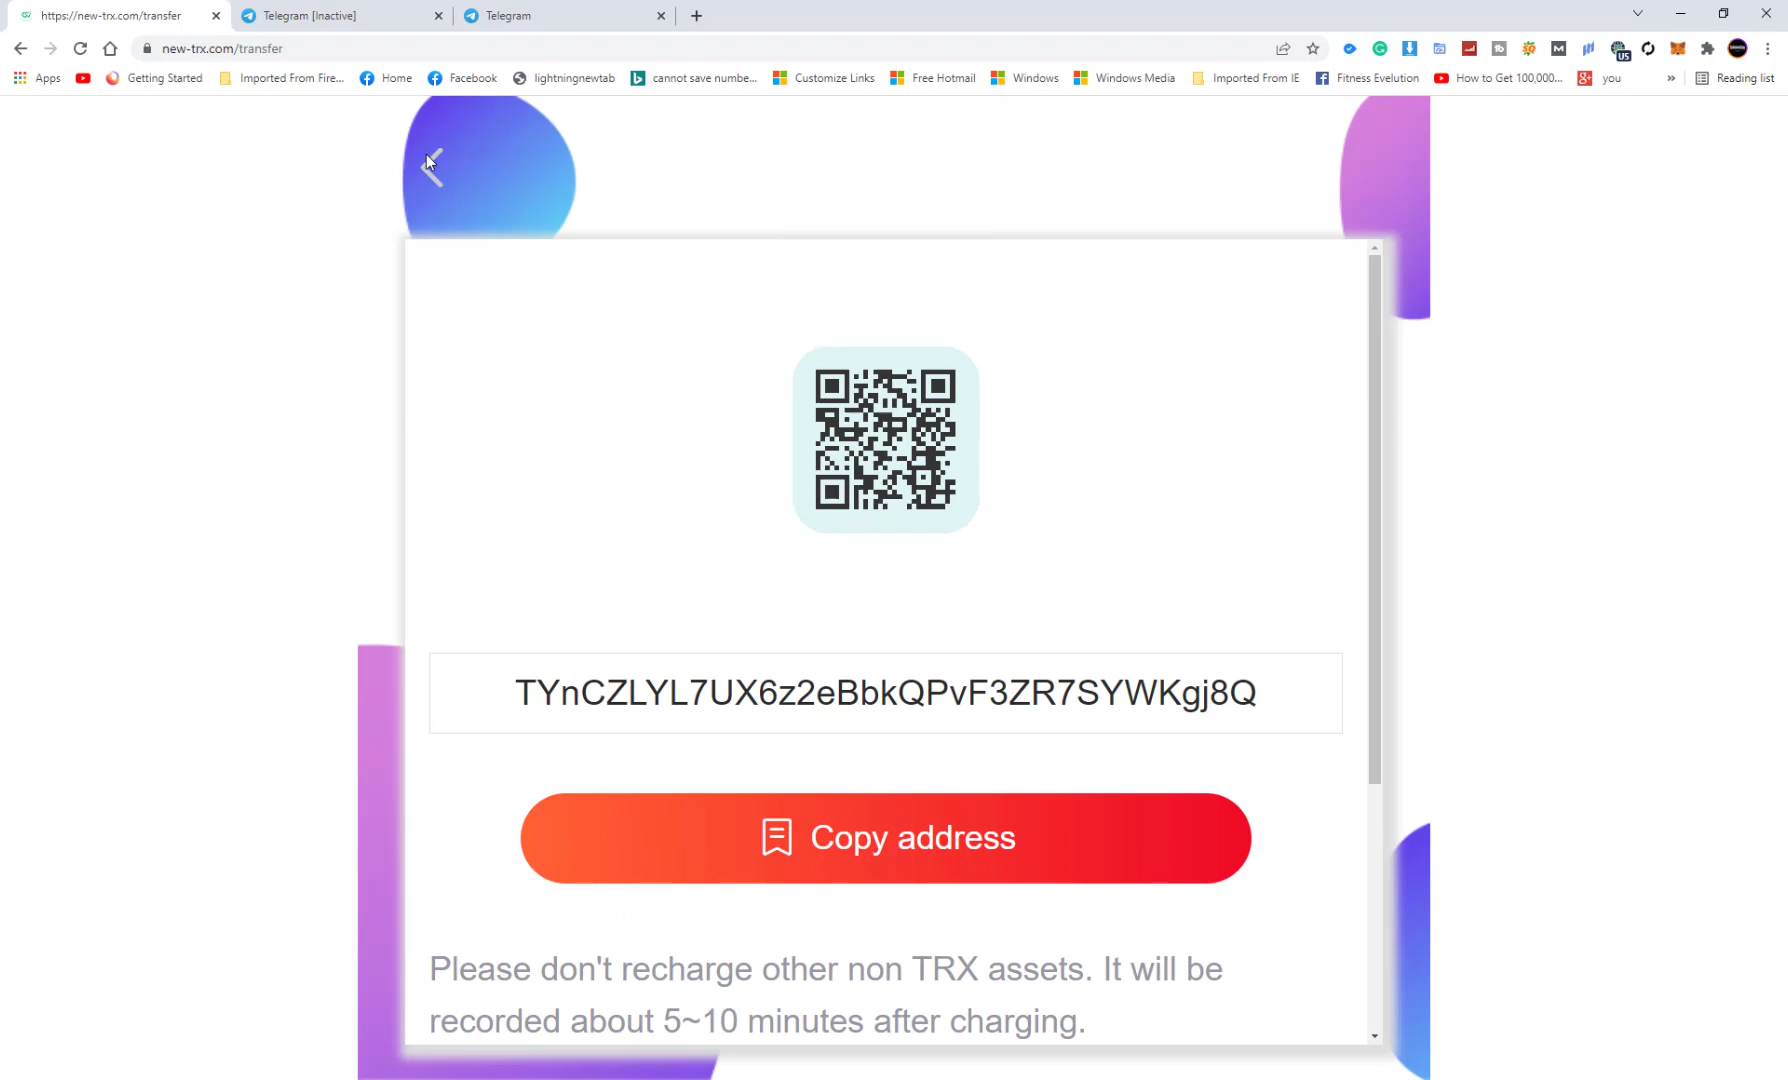 https://new-trx.com/transfer
Telegram [Inactive]
Telegram
new-trx.com/transfer
US
Apps
Getting Started
Imported From Fire...
Home
Facebook
lightningnewtab
cannot save numbe...
Customize Links
Free Hotmail
Windows
Windows Media
Imported From IE
Fitness Evelution
How to Get 100,000...
you
»
Reading list
TYnCZLYL7UX6z2eBbkQPvF3ZR7SYWKgj8Q
Copy address
Please don't recharge other non TRX assets. It will be
recorded about 5~10 minutes after charging.